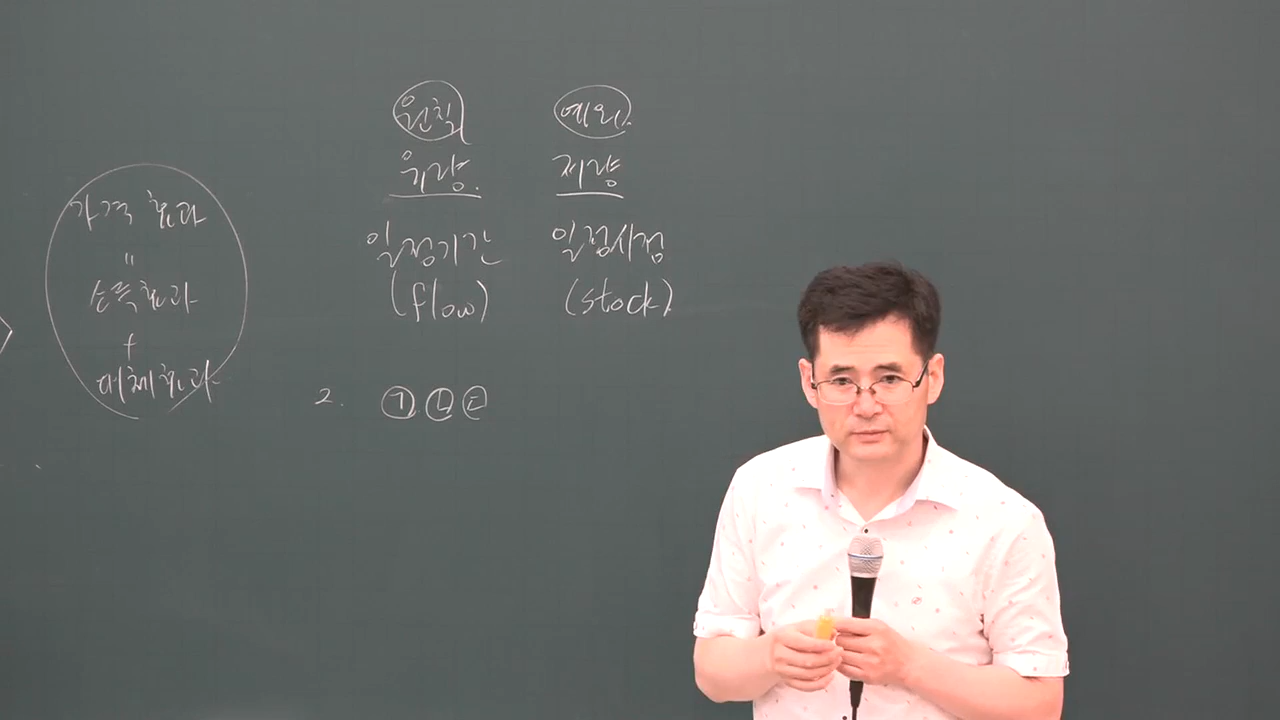 가격효과
"
소득효과
+
대체효과
원칙 예외
유량. 저량
일정기간 일정시점
(flow) (stock)
2. ㉠ ㉡ ㉢